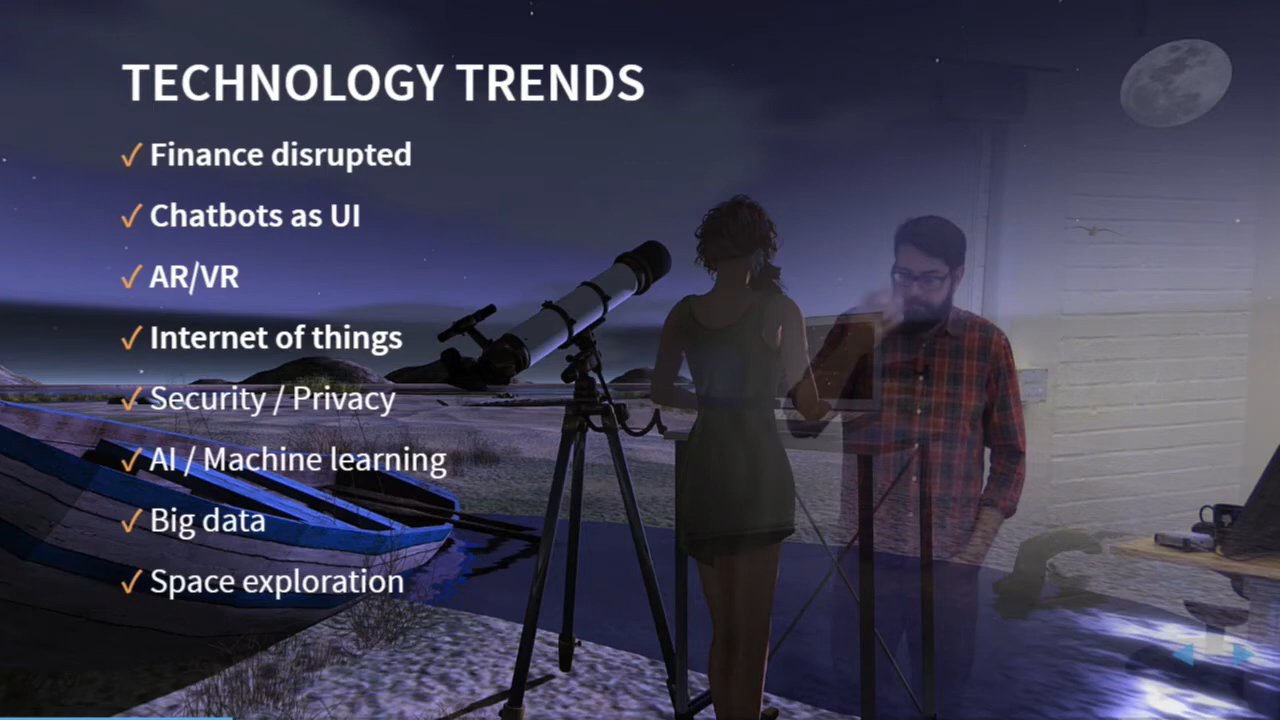 TECHNOLOGY TRENDS
✓ Finance disrupted
✓ Chatbots as UI
✓ AR/VR
✓ Internet of things
✓ Security / Privacy
✓ AI / Machine learning
✓ Big data
✓ Space exploration